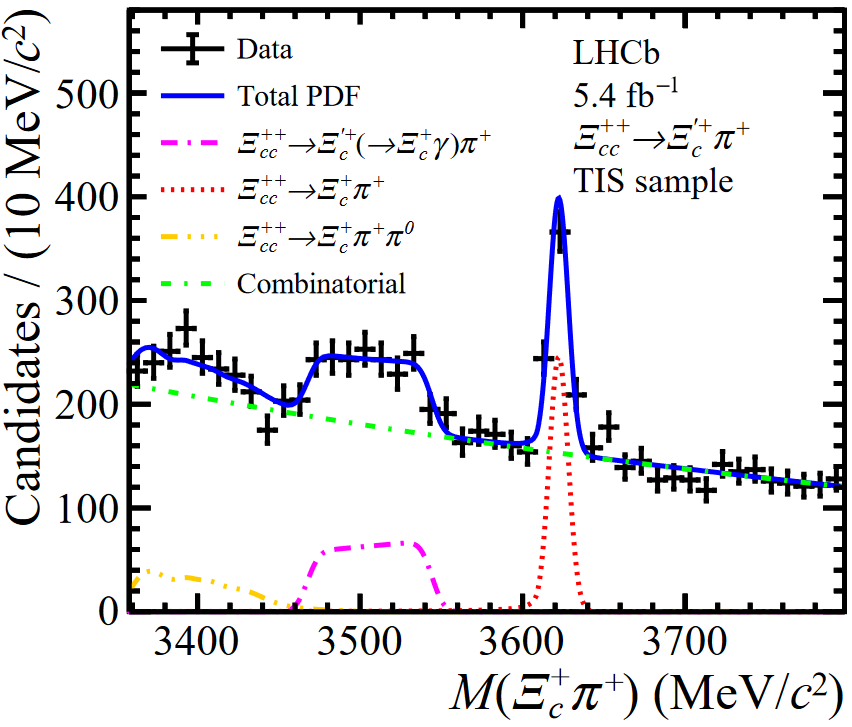 Candidates / (10 MeV/c²)
500
400
300
200
100
0
Data
Total PDF
Ξcc⁺⁺→Ξc′⁺(→Ξc⁺γ)π⁺
Ξcc⁺⁺→Ξc⁺π⁺
Ξcc⁺⁺→Ξc⁺π⁺π⁰
Combinatorial
LHCb
5.4 fb⁻¹
Ξcc⁺⁺→Ξc′⁺π⁺
TIS sample
3400 3500 3600 3700
M(Ξc⁺π⁺) (MeV/c²)